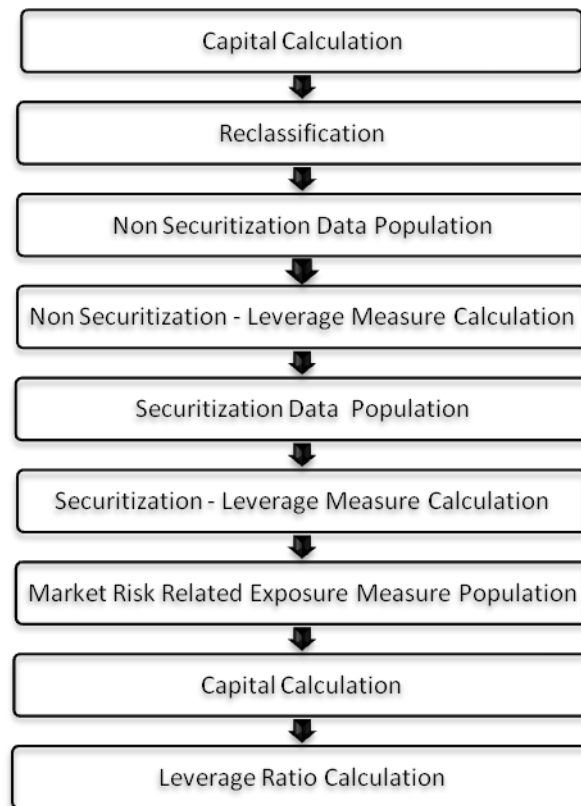 Capital Calculation
Reclassification
Non Securitization Data Population
Non Securitization - Leverage Measure Calculation
Securitization Data Population
Securitization - Leverage Measure Calculation
Market Risk Related Exposure Measure Population
Capital Calculation
Leverage Ratio Calculation